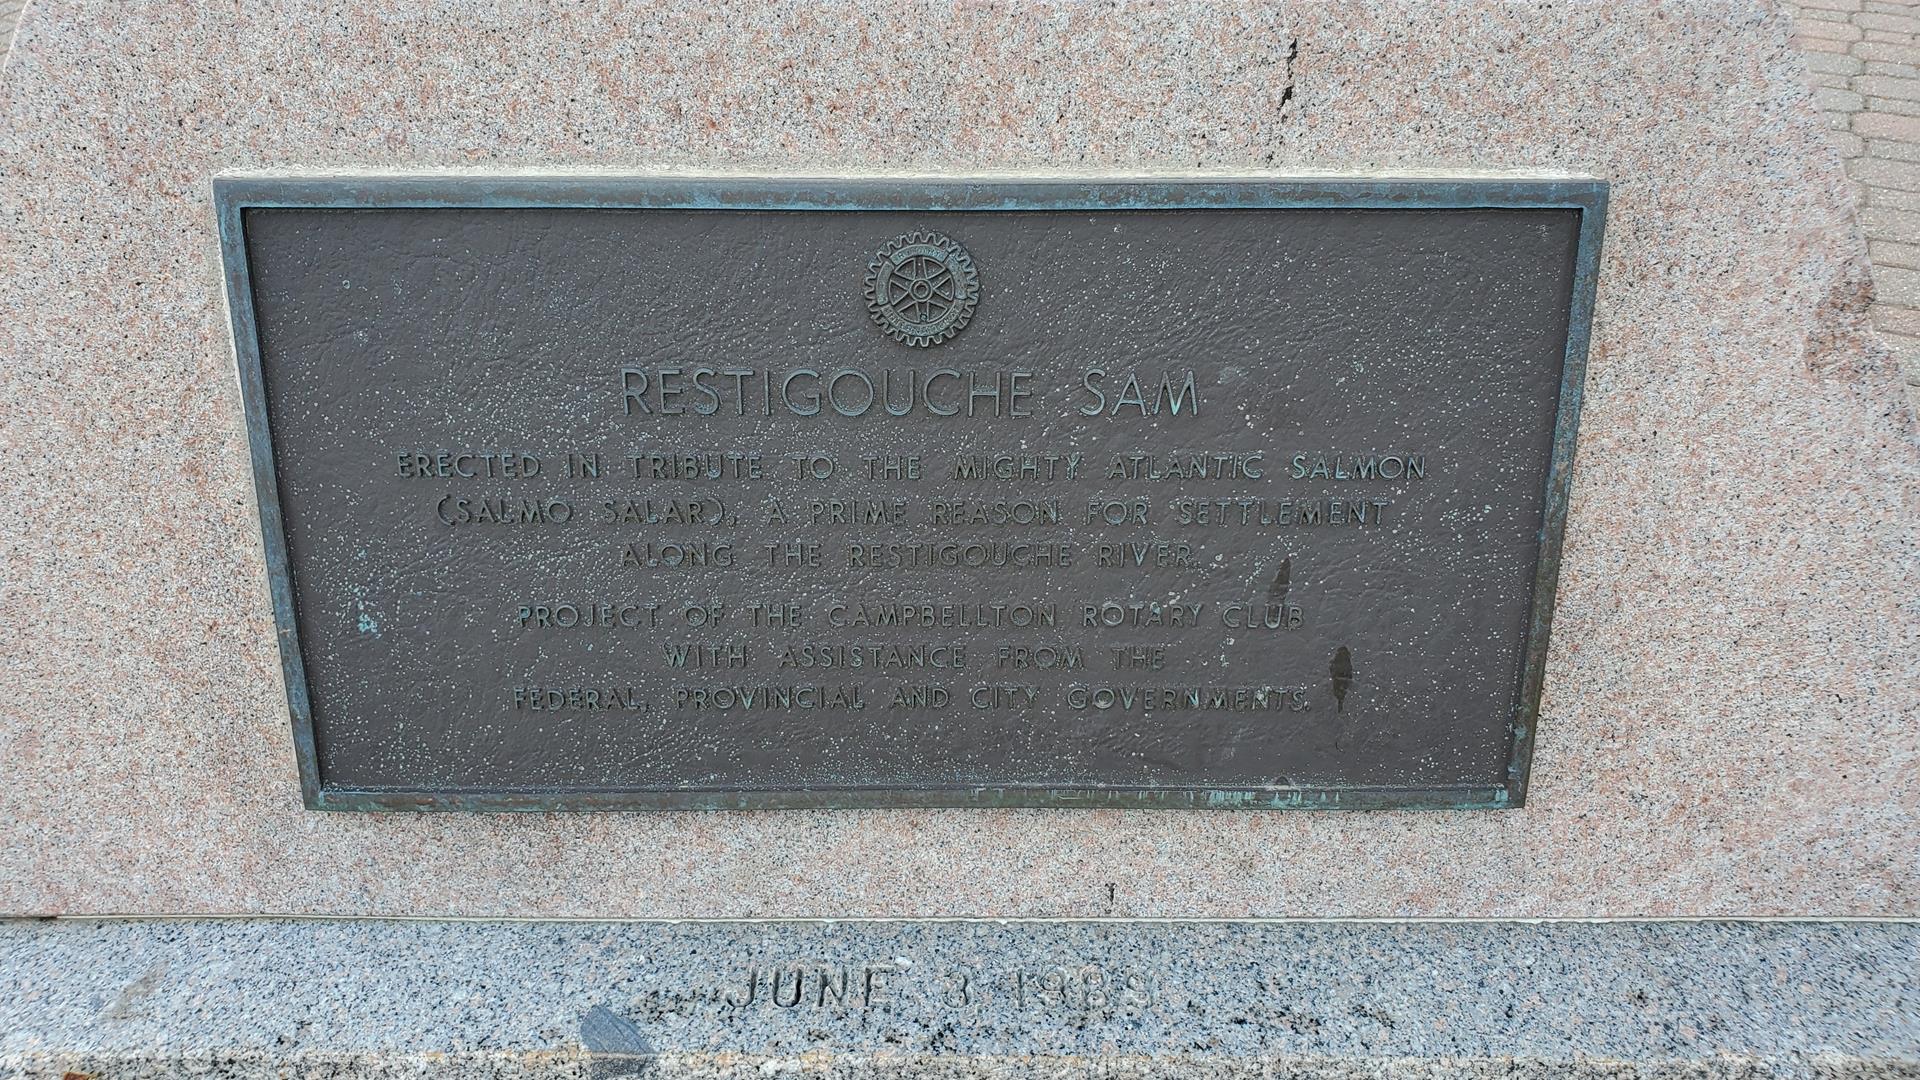 RESTIGOUCHE SAM
ERECTED IN TRIBUTE TO THE MIGHTY ATLANTIC SALMON
(SALMO SALAR), A PRIME REASON FOR SETTLEMENT
ALONG THE RESTIGOUCHE RIVER.
PROJECT OF THE CAMPBELLTON ROTARY CLUB
WITH ASSISTANCE FROM THE
FEDERAL, PROVINCIAL AND CITY GOVERNMENTS.
JUNE 3 1989